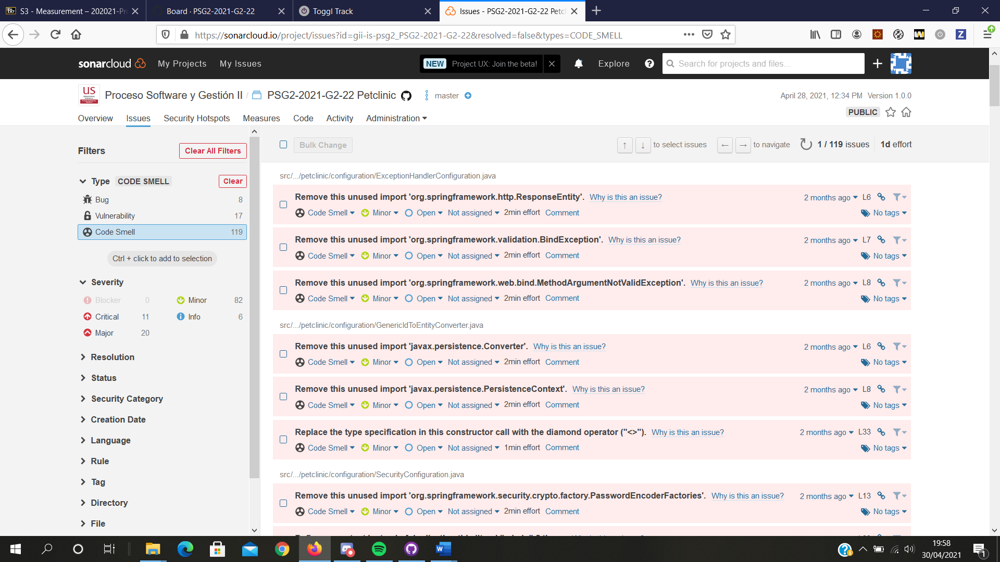 S3 - Measurement – 202021-Pr
Board · PSG2-2021-G2-22
Toggl Track
Issues - PSG2-2021-G2-22 Petcl
https://sonarcloud.io/project/issues?id=gii-is-psg2_PSG2-2021-G2-22&resolved=false&types=CODE_SMELL
sonarcloud
My Projects
My Issues
NEW Project UX: Join the beta!
Explore
Search for projects and files...
US
Proceso Software y Gestión II / PSG2-2021-G2-22 Petclinic
master
April 28, 2021, 12:34 PM Version 1.0.0
PUBLIC
Overview Issues Security Hotspots Measures Code Activity Administration
Filters
Clear All Filters
Type CODE SMELL
Clear
Bug 8
Vulnerability 17
Code Smell 119
Ctrl + click to add to selection
Severity
Blocker 0
Minor 82
Critical 11
Info 6
Major 20
Resolution
Status
Security Category
Creation Date
Language
Rule
Tag
Directory
File
Bulk Change
↑ ↓ to select issues ← → to navigate 1 / 119 issues 1d effort
src/.../petclinic/configuration/ExceptionHandlerConfiguration.java
Remove this unused import 'org.springframework.http.ResponseEntity'. Why is this an issue? 2 months ago L6
Code Smell Minor Open Not assigned 2min effort Comment No tags
Remove this unused import 'org.springframework.validation.BindException'. Why is this an issue? 2 months ago L7
Code Smell Minor Open Not assigned 2min effort Comment No tags
Remove this unused import 'org.springframework.web.bind.MethodArgumentNotValidException'. Why is this an issue? 2 months ago L8
Code Smell Minor Open Not assigned 2min effort Comment No tags
src/.../petclinic/configuration/GenericIdToEntityConverter.java
Remove this unused import 'javax.persistence.Converter'. Why is this an issue? 2 months ago L6
Code Smell Minor Open Not assigned 2min effort Comment No tags
Remove this unused import 'javax.persistence.PersistenceContext'. Why is this an issue? 2 months ago L8
Code Smell Minor Open Not assigned 2min effort Comment No tags
Replace the type specification in this constructor call with the diamond operator ("<>"). Why is this an issue? 2 months ago L33
Code Smell Minor Open Not assigned 1min effort Comment No tags
src/.../petclinic/configuration/SecurityConfiguration.java
Remove this unused import 'org.springframework.security.crypto.factory.PasswordEncoderFactories'. Why is this an issue? 2 months ago L13
Code Smell Minor Open Not assigned 2min effort Comment No tags
19:58
30/04/2021
1